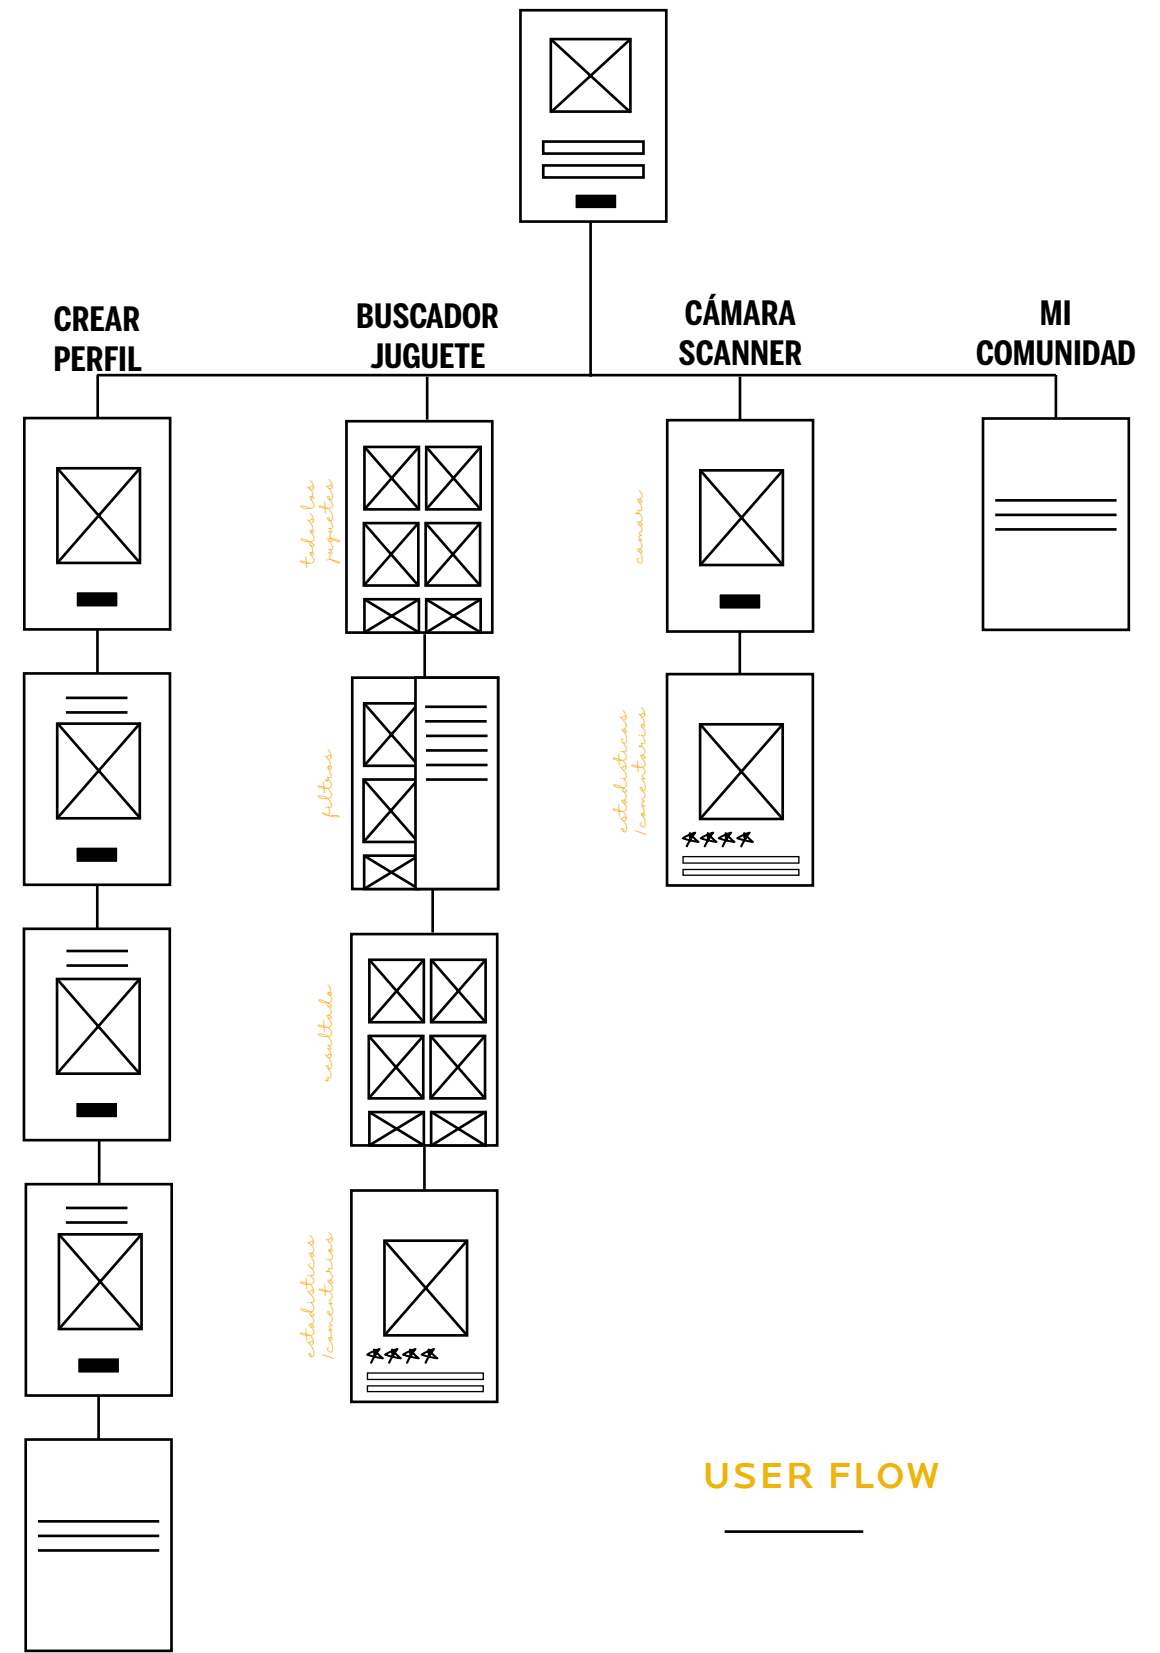 CREAR
PERFIL
BUSCADOR
JUGUETE
CÁMARA
SCANNER
MI
COMUNIDAD
todos los
juguetes
filtros
resultado
estadisticas
/comentarios
camara
estadisticas
/comentarios
USER FLOW